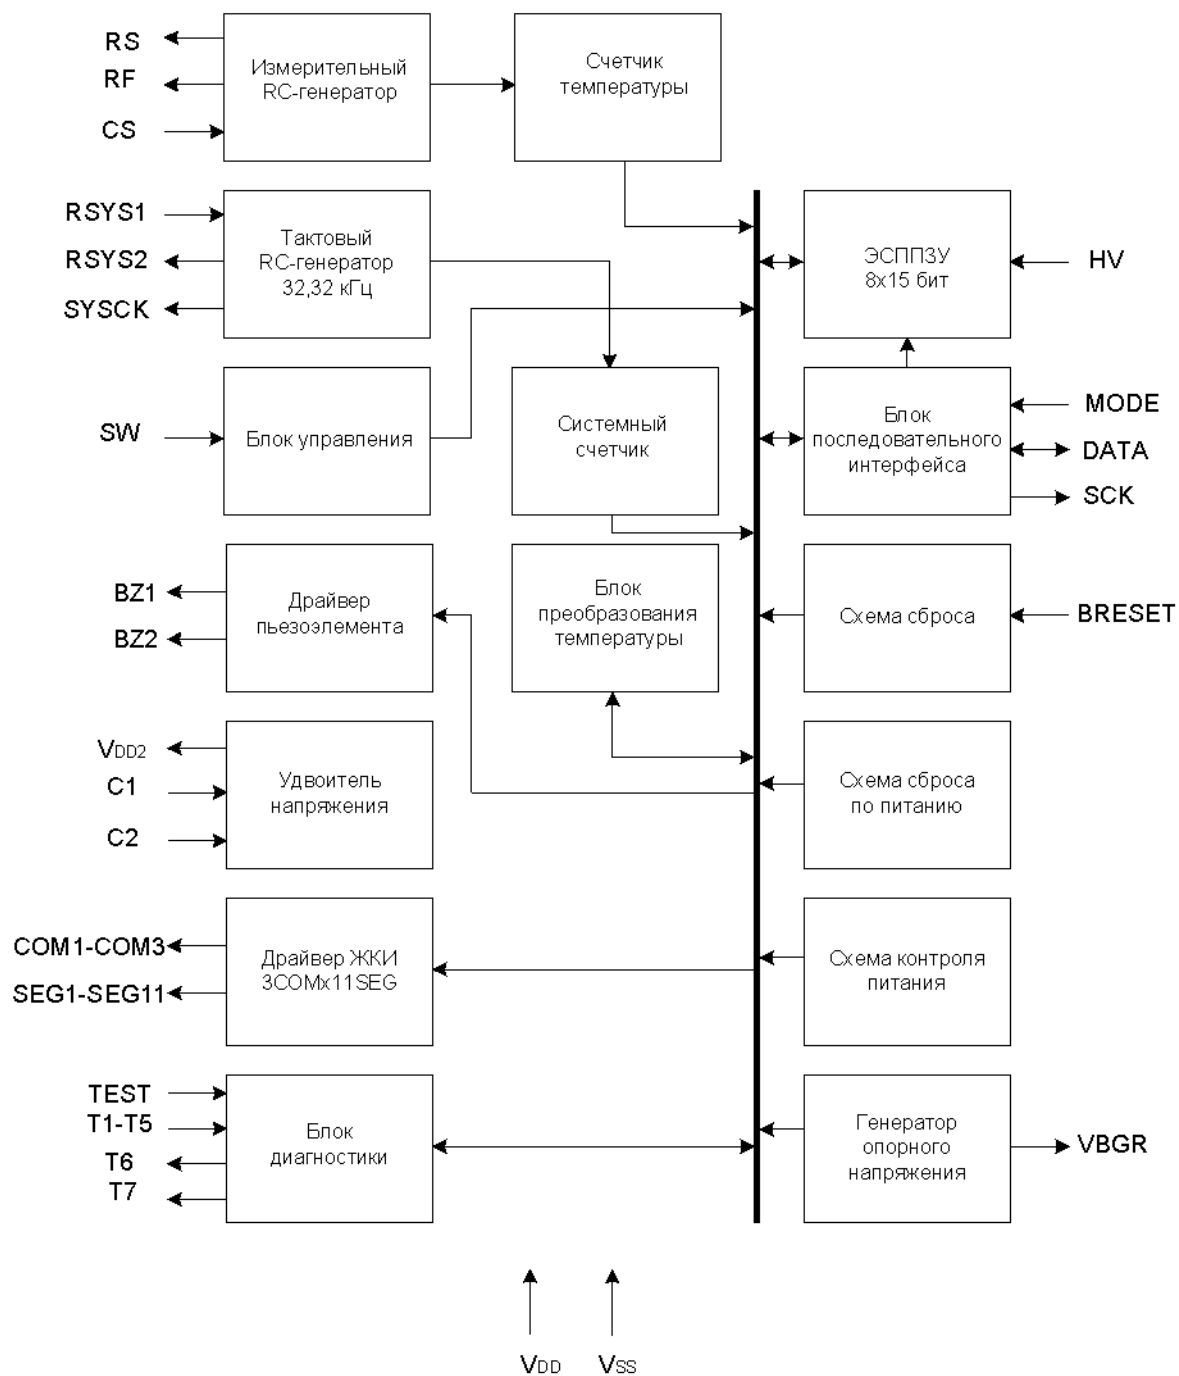 RS
RF
CS
Измерительный
RC-генератор
Счетчик
температуры
RSYS1
RSYS2
SYSCK
Тактовый
RC-генератор
32,32 кГц
ЭСППЗУ
8x15 бит
HV
SW
Блок управления
Системный
счетчик
Блок
последовательного
интерфейса
MODE
DATA
SCK
BZ1
BZ2
Драйвер
пьезоэлемента
Блок
преобразования
температуры
Схема сброса
BRESET
VDD2
C1
C2
Удвоитель
напряжения
Схема сброса
по питанию
COM1-COM3
SEG1-SEG11
Драйвер ЖКИ
3COMx11SEG
Схема контроля
питания
TEST
T1-T5
T6
T7
Блок
диагностики
Генератор
опорного
напряжения
VBGR
VDD
VSS